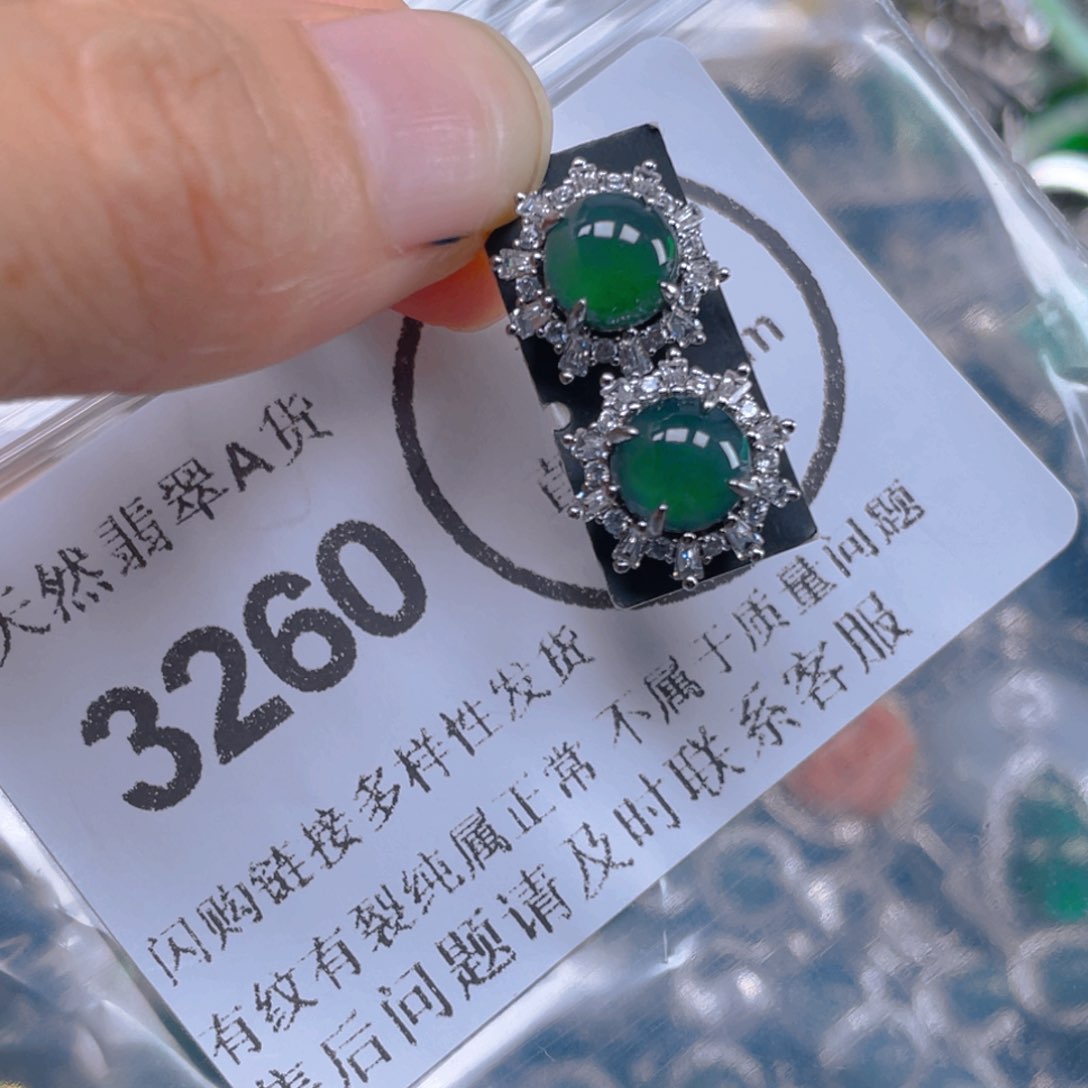 天然翡翠A货
3260
闪购链接多样性发货
有纹有裂纯属正常 不属于质量问题
售后问题请及时联系客服